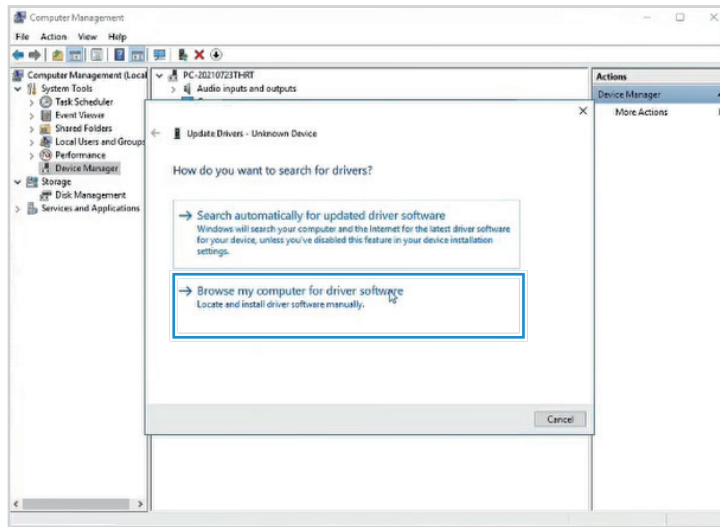 Computer Management
File Action View Help
Computer Management (Local
System Tools
Task Scheduler
Event Viewer
Shared Folders
Local Users and Groups
Performance
Device Manager
Storage
Disk Management
Services and Applications
PC-20210723THRT
Audio inputs and outputs
Update Drivers - Unknown Device
How do you want to search for drivers?
Search automatically for updated driver software
Windows will search your computer and the Internet for the latest driver software
for your device, unless you've disabled this feature in your device installation
settings.
Browse my computer for driver software
Locate and install driver software manually.
Cancel
Actions
Device Manager
More Actions